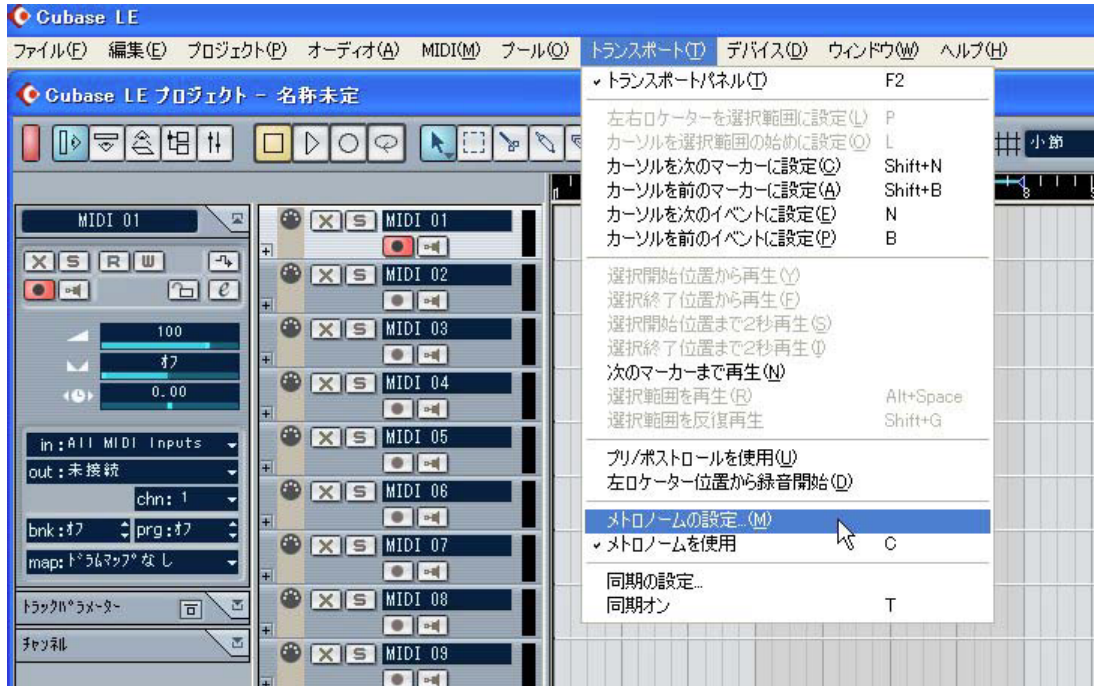 Cubase LE
ファイル(F) 編集(E) プロジェクト(P) オーディオ(A) MIDI(M) プール(O) トランスポート(T) デバイス(D) ウィンドウ(W) ヘルプ(H)
Cubase LE プロジェクト - 名称未定
小節
トランスポートパネル(T) F2
左右ロケーターを選択範囲に設定(L) P
カーソルを選択範囲の始めに設定(O) L
カーソルを次のマーカーに設定(C) Shift+N
カーソルを前のマーカーに設定(A) Shift+B
カーソルを次のイベントに設定(E) N
カーソルを前のイベントに設定(P) B
選択開始位置から再生(Y)
選択終了位置から再生(F)
選択開始位置まで2秒再生(S)
選択終了位置まで2秒再生(I)
次のマーカーまで再生(N)
選択範囲を再生(R) Alt+Space
選択範囲を反復再生 Shift+G
プリ/ポストロールを使用(U)
左ロケーター位置から録音開始(D)
メトロノームの設定...(M)
メトロノームを使用 C
同期の設定...
同期オン T
MIDI 01
X S R W
e
100
オフ
0.00
in:All MIDI Inputs
out:未接続
chn: 1
bnk:オフ prg:オフ
map:ドラムマップなし
トラックパラメーター
チャンネル
X S MIDI 01
X S MIDI 02
X S MIDI 03
X S MIDI 04
X S MIDI 05
X S MIDI 06
X S MIDI 07
X S MIDI 08
X S MIDI 09